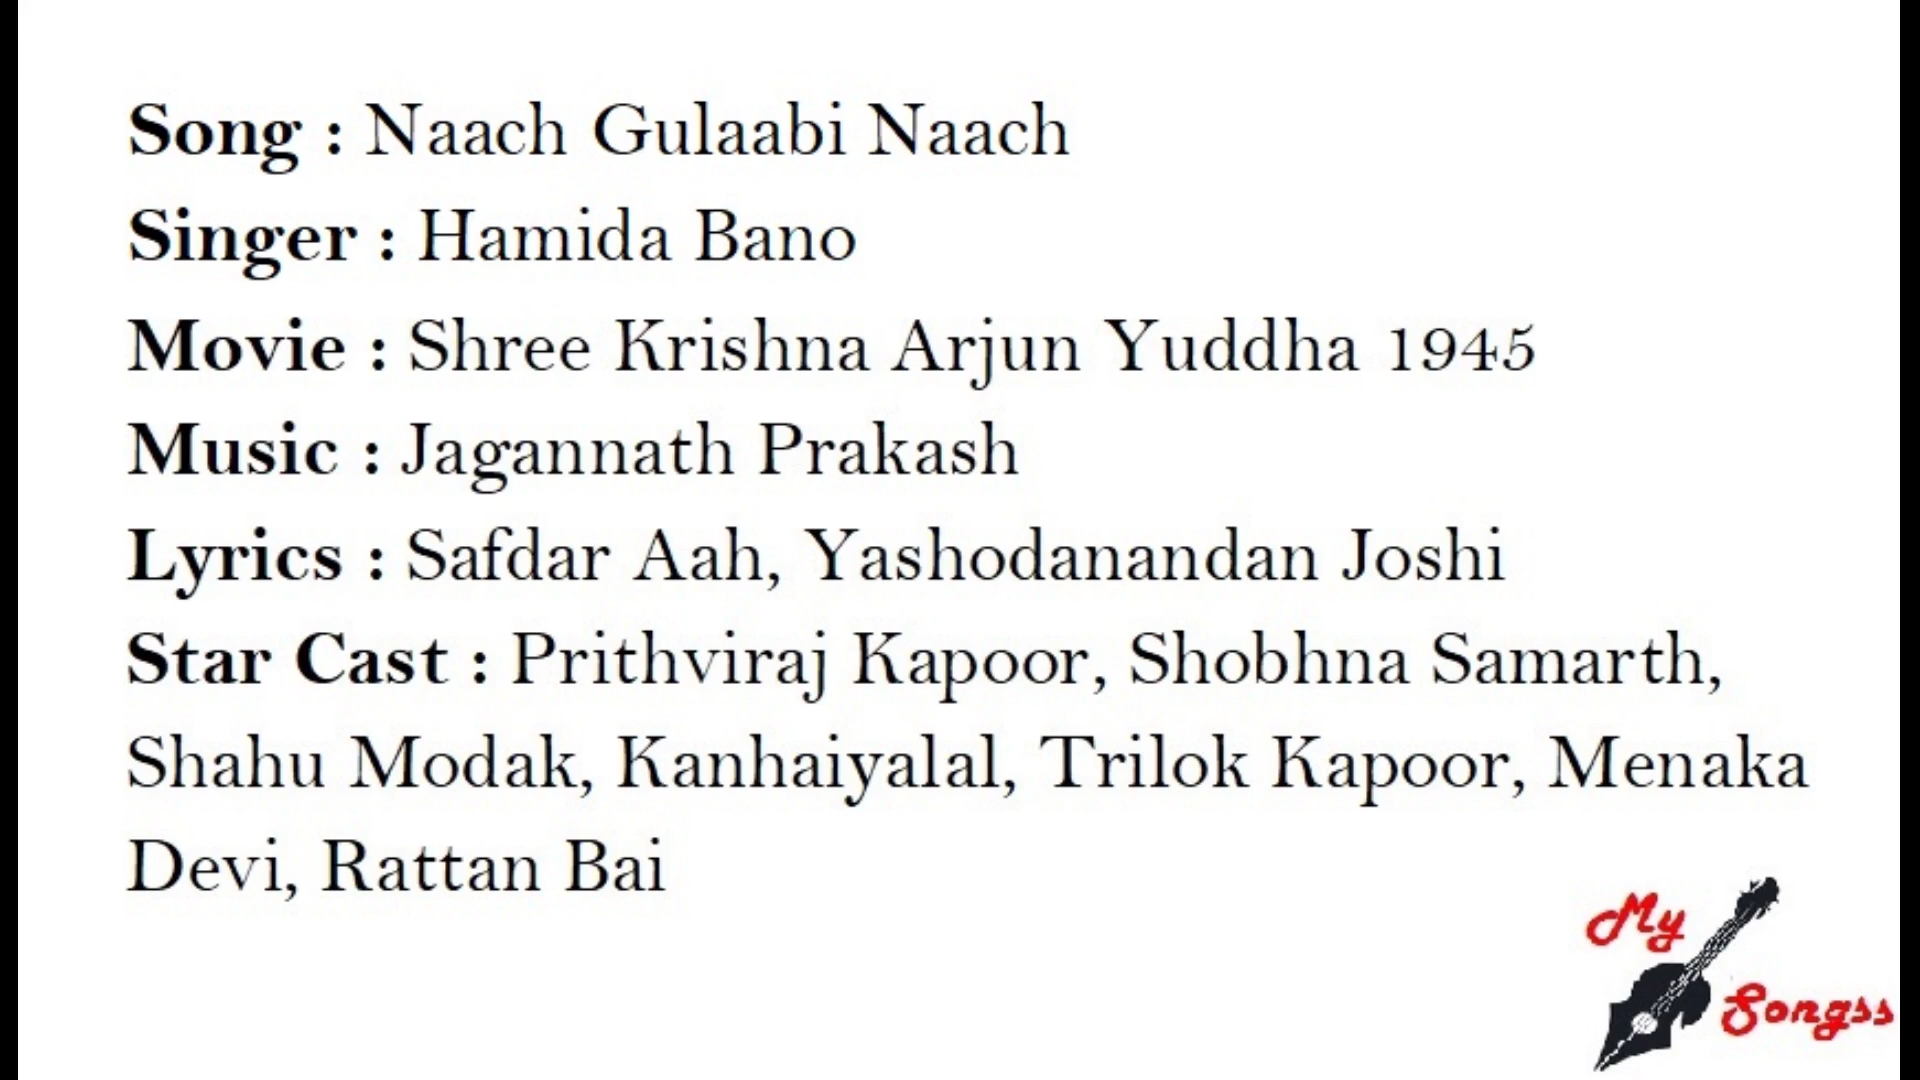 Song : Naach Gulaabi Naach
Singer : Hamida Bano
Movie : Shree Krishna Arjun Yuddha 1945
Music : Jagannath Prakash
Lyrics : Safdar Aah, Yashodanandan Joshi
Star Cast : Prithviraj Kapoor, Shobhna Samarth,
Shahu Modak, Kanhaiyalal, Trilok Kapoor, Menaka
Devi, Rattan Bai
My
Songss